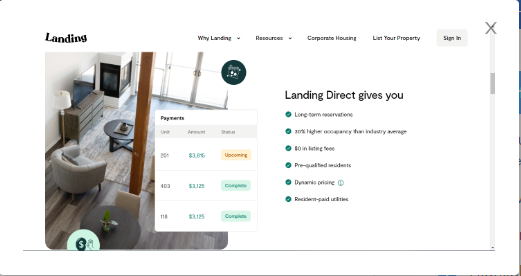 Landing
Why Landing
Resources
Corporate Housing
List Your Property
Sign In
Landing Direct gives you
Long-term reservations
30% higher occupancy than industry average
$0 in listing fees
Pre-qualified residents
Dynamic pricing
Resident-paid utilities
Payments
Unit Amount Status
201 $3,815 Upcoming
403 $3,125 Complete
118 $3,125 Complete